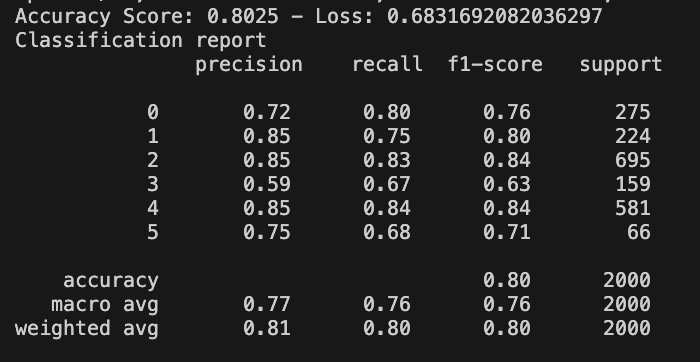 Accuracy Score: 0.8025 – Loss: 0.6831692082036297
Classification report
precision recall f1-score support
0 0.72 0.80 0.76 275
1 0.85 0.75 0.80 224
2 0.85 0.83 0.84 695
3 0.59 0.67 0.63 159
4 0.85 0.84 0.84 581
5 0.75 0.68 0.71 66
accuracy 0.80 2000
macro avg 0.77 0.76 0.76 2000
weighted avg 0.81 0.80 0.80 2000